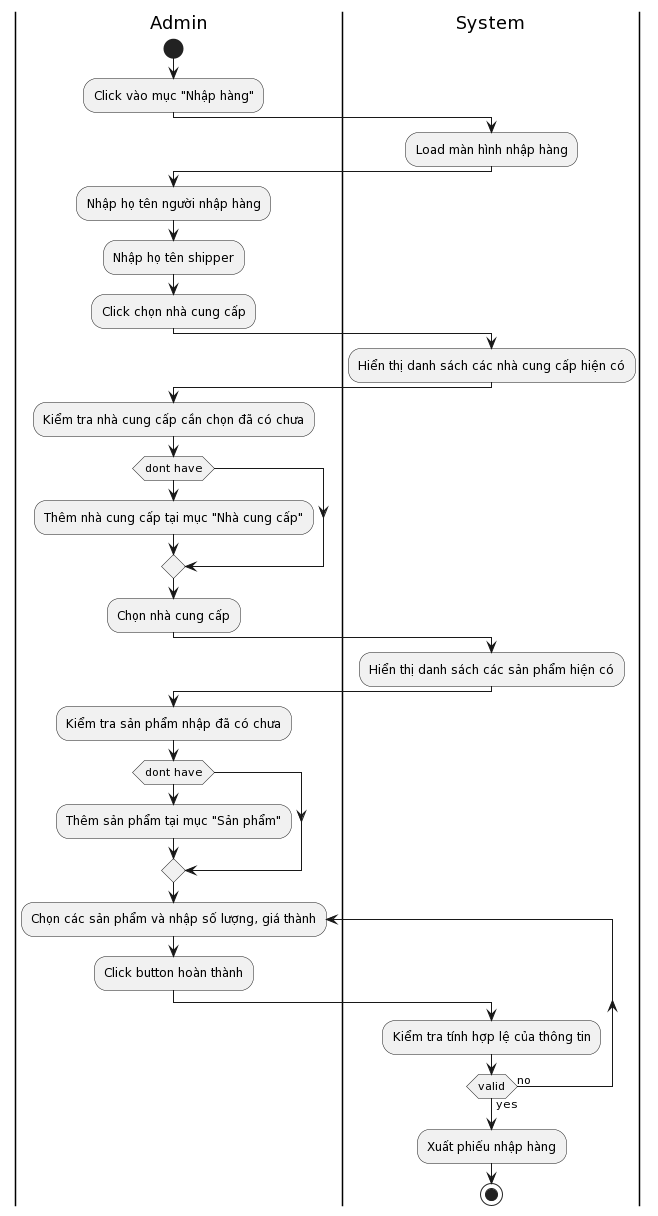 Admin
System
Click vào mục "Nhập hàng"
Load màn hình nhập hàng
Nhập họ tên người nhập hàng
Nhập họ tên shipper
Click chọn nhà cung cấp
Hiển thị danh sách các nhà cung cấp hiện có
Kiểm tra nhà cung cấp cần chọn đã có chưa
dont have
Thêm nhà cung cấp tại mục "Nhà cung cấp"
Chọn nhà cung cấp
Hiển thị danh sách các sản phẩm hiện có
Kiểm tra sản phẩm nhập đã có chưa
dont have
Thêm sản phẩm tại mục "Sản phẩm"
Chọn các sản phẩm và nhập số lượng, giá thành
Click button hoàn thành
Kiểm tra tính hợp lệ của thông tin
valid
no
yes
Xuất phiếu nhập hàng